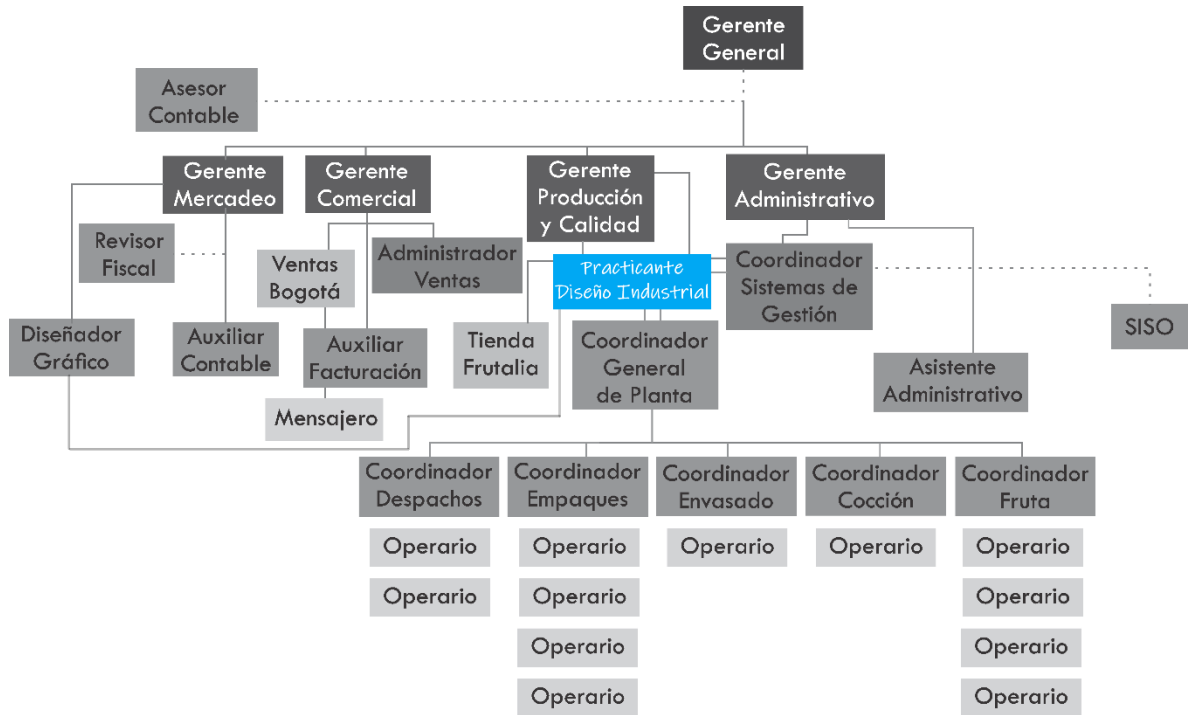 Gerente
General
Asesor
Contable
Gerente
Mercadeo
Gerente
Comercial
Gerente
Producción
y Calidad
Gerente
Administrativo
Revisor
Fiscal
Ventas
Bogotá
Administrador
Ventas
Practicante
Diseño Industrial
Coordinador
Sistemas de
Gestión
SISO
Diseñador
Gráfico
Auxiliar
Contable
Auxiliar
Facturación
Tienda
Frutalia
Coordinador
General
de Planta
Asistente
Administrativo
Mensajero
Coordinador
Despachos
Coordinador
Empaques
Coordinador
Envasado
Coordinador
Cocción
Coordinador
Fruta
Operario
Operario
Operario
Operario
Operario
Operario
Operario
Operario
Operario
Operario
Operario
Operario